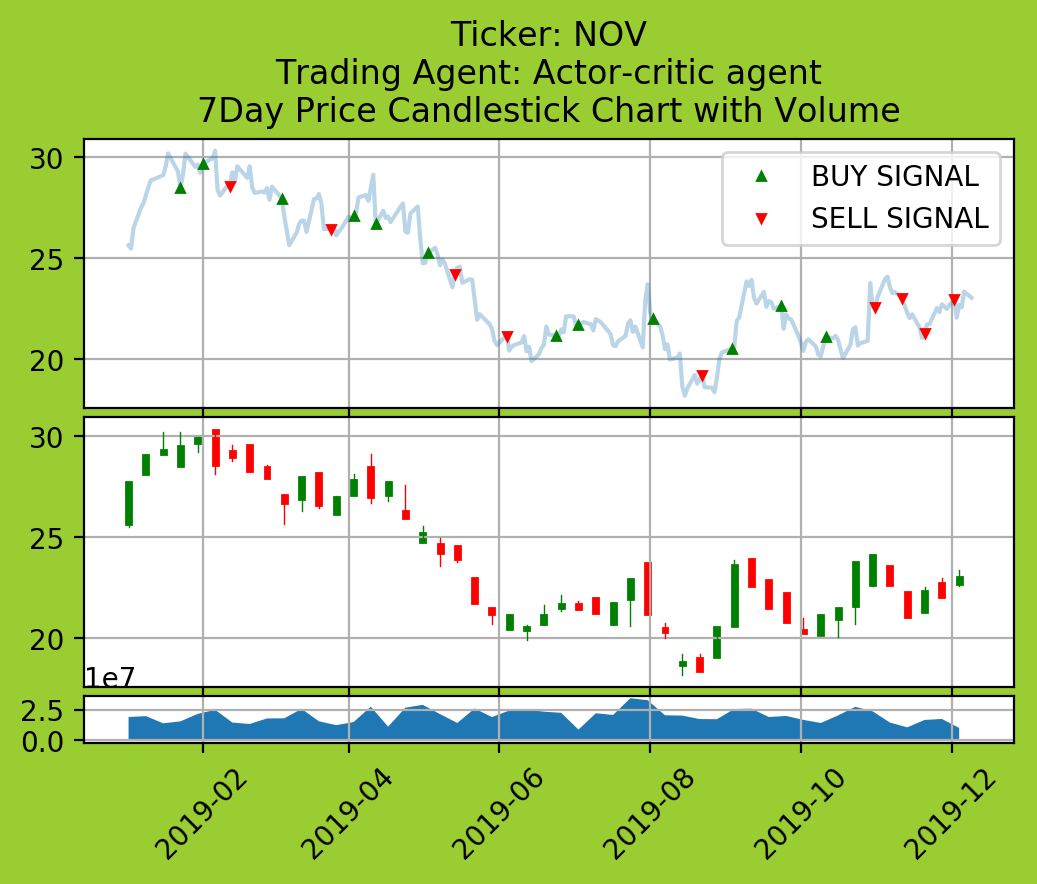 Ticker: NOV
Trading Agent: Actor-critic agent
7Day Price Candlestick Chart with Volume
30
25
20
BUY SIGNAL
SELL SIGNAL
30
25
20
1e7
2.5
0.0
2019-02
2019-04
2019-06
2019-08
2019-10
2019-12